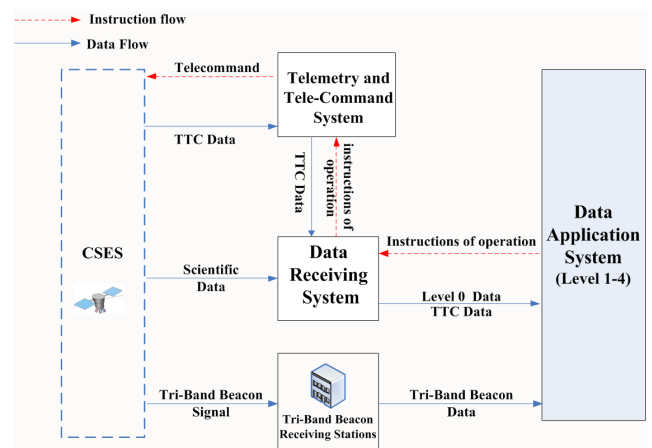 Instruction flow
Data Flow
Telecommand
Telemetry and
Tele-Command
System
TTC Data
TTC Data
instructions of
operation
CSES
Scientific
Data
Data
Receiving
System
Instructions of operation
Level 0 Data
TTC Data
Data
Application
System
(Level 1-4)
Tri-Band Beacon
Signal
Tri-Band Beacon
Receiving Stations
Tri-Band Beacon
Data